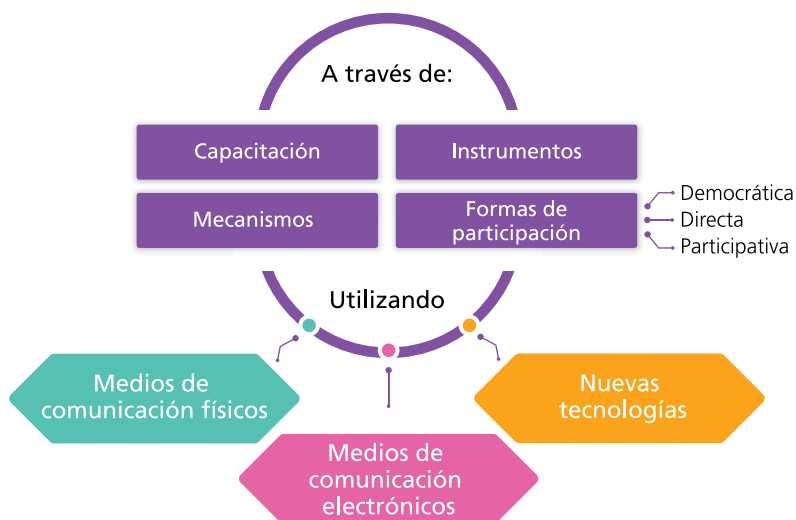 A través de:
Capacitación
Instrumentos
Mecanismos
Formas de
participación
Democrática
Directa
Participativa
Utilizando
Medios de
comunicación físicos
Medios de
comunicación
electrónicos
Nuevas
tecnologías